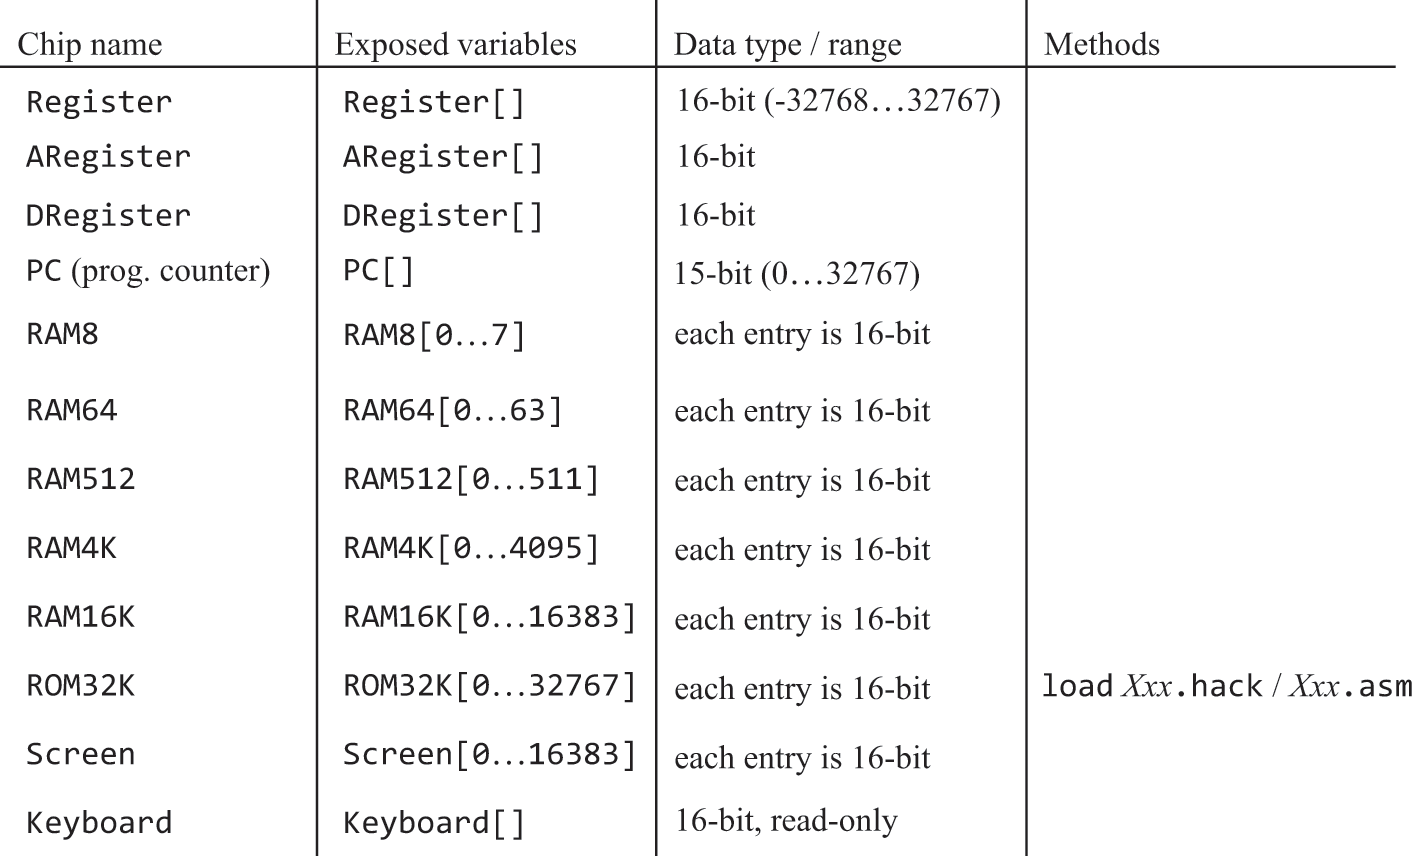 Chip name Exposed variables Data type / range Methods
Register Register[] 16-bit (-32768…32767)
ARegister ARegister[] 16-bit
DRegister DRegister[] 16-bit
PC (prog. counter) PC[] 15-bit (0…32767)
RAM8 RAM8[0…7] each entry is 16-bit
RAM64 RAM64[0…63] each entry is 16-bit
RAM512 RAM512[0…511] each entry is 16-bit
RAM4K RAM4K[0…4095] each entry is 16-bit
RAM16K RAM16K[0…16383] each entry is 16-bit
ROM32K ROM32K[0…32767] each entry is 16-bit load Xxx.hack / Xxx.asm
Screen Screen[0…16383] each entry is 16-bit
Keyboard Keyboard[] 16-bit, read-only